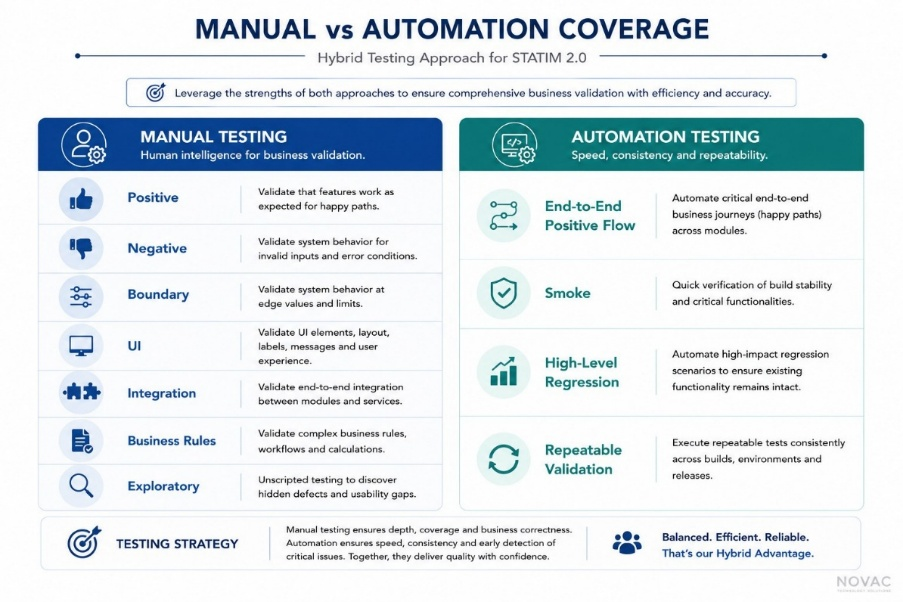 MANUAL vs AUTOMATION COVERAGE
Hybrid Testing Approach for STATIM 2.0
Leverage the strengths of both approaches to ensure comprehensive business validation with efficiency and accuracy.
MANUAL TESTING
Human intelligence for business validation.
Positive
Validate that features work as
expected for happy paths.
Negative
Validate system behavior for
invalid inputs and error conditions.
Boundary
Validate system behavior at
edge values and limits.
UI
Validate UI elements, layout,
labels, messages and user
experience.
Integration
Validate end-to-end integration
between modules and services.
Business Rules
Validate complex business rules,
workflows and calculations.
Exploratory
Unscripted testing to discover
hidden defects and usability gaps.
</>
AUTOMATION TESTING
Speed, consistency and repeatability.
End-to-End
Positive Flow
Automate critical end-to-end
business journeys (happy paths)
across modules.
Smoke
Quick verification of build stability
and critical functionalities.
High-Level
Regression
Automate high-impact regression
scenarios to ensure existing
functionality remains intact.
Repeatable
Validation
Execute repeatable tests consistently
across builds, environments and
releases.
TESTING STRATEGY
Manual testing ensures depth, coverage and business correctness.
Automation ensures speed, consistency and early detection of
critical issues. Together, they deliver quality with confidence.
Balanced. Efficient. Reliable.
That's our Hybrid Advantage.
NOVAC
TECHNOLOGY SOLUTIONS